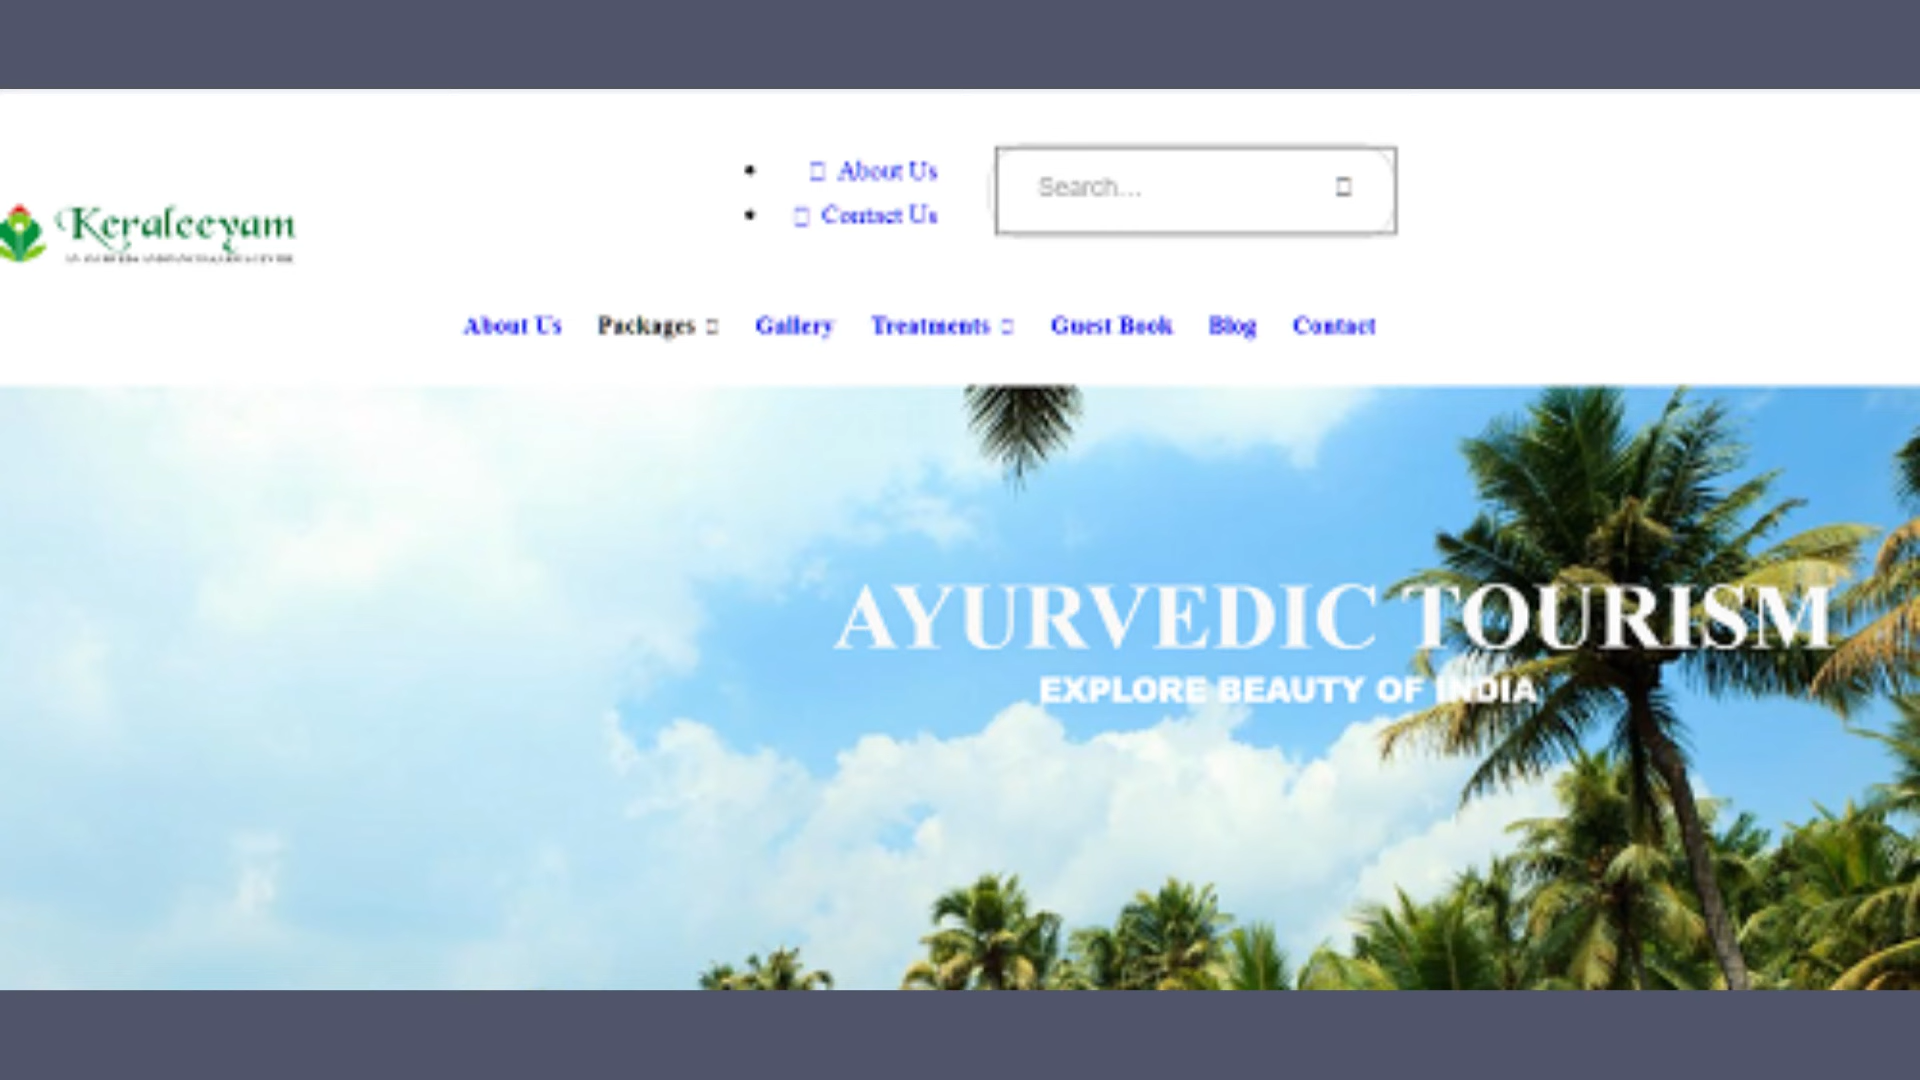 About Us
Contact Us
Search...
Keraleeyam
About Us Packages Gallery Treatments Guest Book Blog Contact
AYURVEDIC TOURISM
EXPLORE BEAUTY OF INDIA